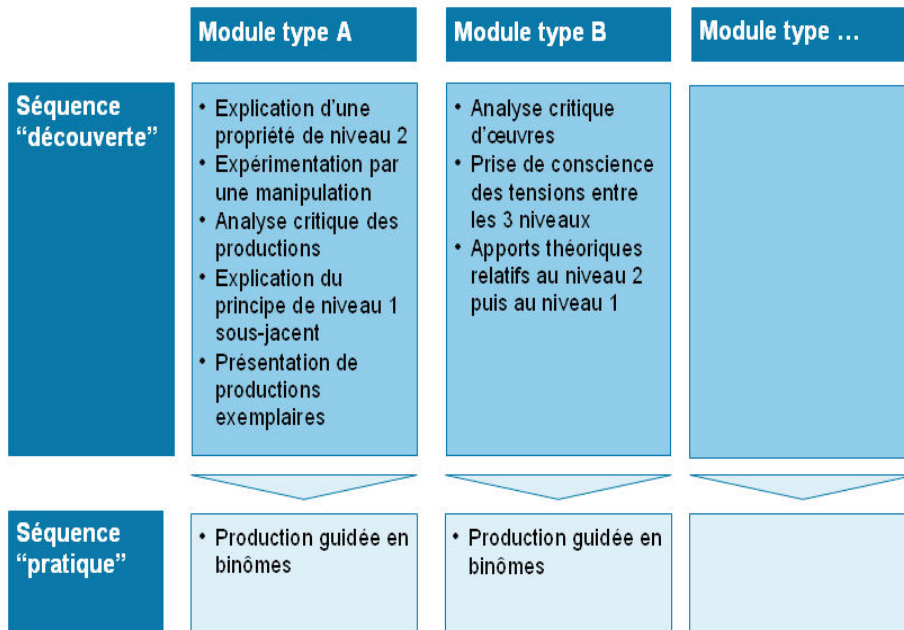 Module type A
Module type B
Module type …
Séquence
“découverte”
• Explication d’une
propriété de niveau 2
• Expérimentation par
une manipulation
• Analyse critique des
productions
• Explication du
principe de niveau 1
sous-jacent
• Présentation de
productions
exemplaires
• Analyse critique
d’œuvres
• Prise de conscience
des tensions entre
les 3 niveaux
• Apports théoriques
relatifs au niveau 2
puis au niveau 1
Séquence
“pratique”
• Production guidée en
binômes
• Production guidée en
binômes